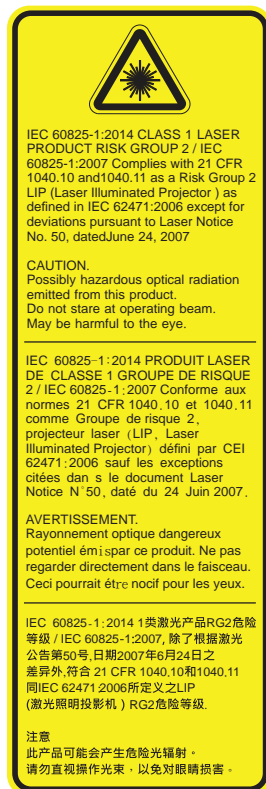 IEC 60825-1:2014 CLASS 1 LASER
PRODUCT RISK GROUP 2 / IEC
60825-1:2007 Complies with 21 CFR
1040.10 and1040.11 as a Risk Group 2
LIP (Laser Illuminated Projector ) as
defined in IEC 62471:2006 except for
deviations pursuant to Laser Notice
No. 50, datedJune 24, 2007
CAUTION.
Possibly hazardous optical radiation
emitted from this product.
Do not stare at operating beam.
May be harmful to the eye.
IEC 60825-1:2014 PRODUIT LASER
DE CLASSE 1 GROUPE DE RISQUE
2 / IEC 60825-1:2007 Conforme aux
normes 21 CFR 1040.10 et 1040.11
comme Groupe de risque 2,
projecteur laser (LIP, Laser
Illuminated Projector) défini par CEI
62471:2006 sauf les exceptions
citées dan s le document Laser
Notice N°50, daté du 24 Juin 2007.
AVERTISSEMENT.
Rayonnement optique dangereux
potentiel émispar ce produit. Ne pas
regarder directement dans le faisceau.
Ceci pourrait étre nocif pour les yeux.
IEC 60825-1:2014 1类激光产品RG2危险
等级 / IEC 60825-1:2007, 除了根据激光
公告第50号,日期2007年6月24日之
差异外,符合 21 CFR 1040.10和1040.11
同IEC 62471:2006所定义之LIP
(激光照明投影机 ) RG2危险等级.
注意
此产品可能会产生危险光辐射。
请勿直视操作光束，以免对眼睛损害。